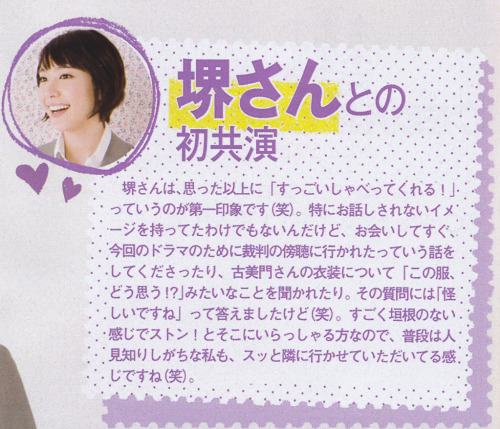 堺さんとの
初共演
堺さんは、思った以上に「すっごいしゃべってくれる！」
っていうのが第一印象です（笑）。特にお話しされないイメ
ージを持ってたわけでもないんだけど、お会いしてすぐ、
今回のドラマのために裁判の傍聴に行かれたっていう話を
してくださったり、古美門さんの衣装について「この服、
どう思う！？」みたいなことを聞かれたり。その質問には「怪
しいですね」って答えましたけど（笑）。すごく垣根のない
感じでストン！とそこにいらっしゃる方なので、普段は人
見知りしがちな私も、スッと隣に行かせていただいてる感
じですね（笑）。